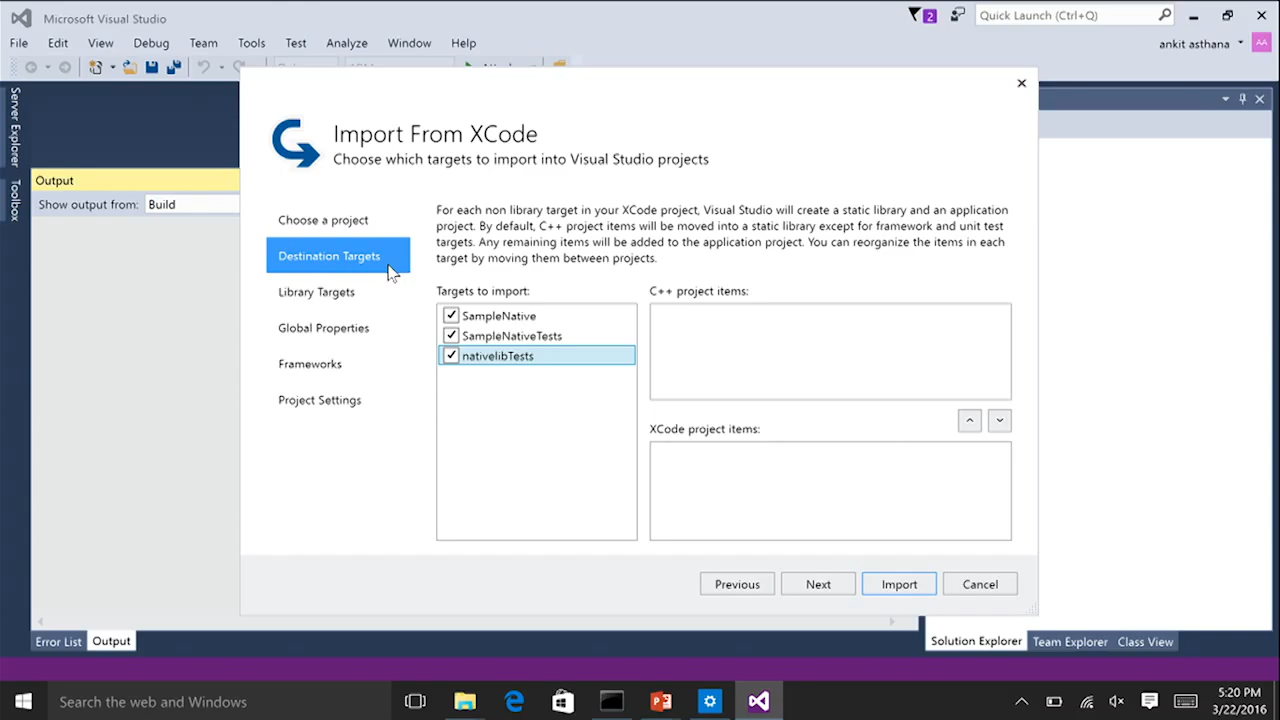 Microsoft Visual Studio
2
Quick Launch (Ctrl+Q)
File Edit View Debug Team Tools Test Analyze Window Help
ankit asthana
AA
Server Explorer
Toolbox
Output
Show output from: Build
Import From XCode
Choose which targets to import into Visual Studio projects
Choose a project
Destination Targets
Library Targets
Global Properties
Frameworks
Project Settings
For each non library target in your XCode project, Visual Studio will create a static library and an application
project. By default, C++ project items will be moved into a static library except for framework and unit test
targets. Any remaining items will be added to the application project. You can reorganize the items in each
target by moving them between projects.
Targets to import:
SampleNative
SampleNativeTests
nativelibTests
C++ project items:
XCode project items:
Previous Next Import Cancel
Error List Output
Solution Explorer Team Explorer Class View
Search the web and Windows
5:20 PM
3/22/2016